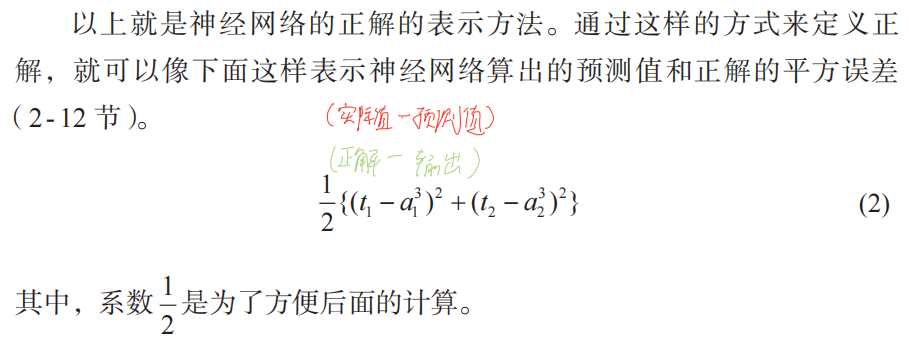 以上就是神经网络的正解的表示方法。通过这样的方式来定义正
解，就可以像下面这样表示神经网络算出的预测值和正解的平方误差
（2-12 节）。
（实际值－预测值）
（正解－输出）
$\frac{1}{2}\{(t_1-a_1^3)^2+(t_2-a_2^3)^2\}$ (2)
其中，系数$\frac{1}{2}$是为了方便后面的计算。